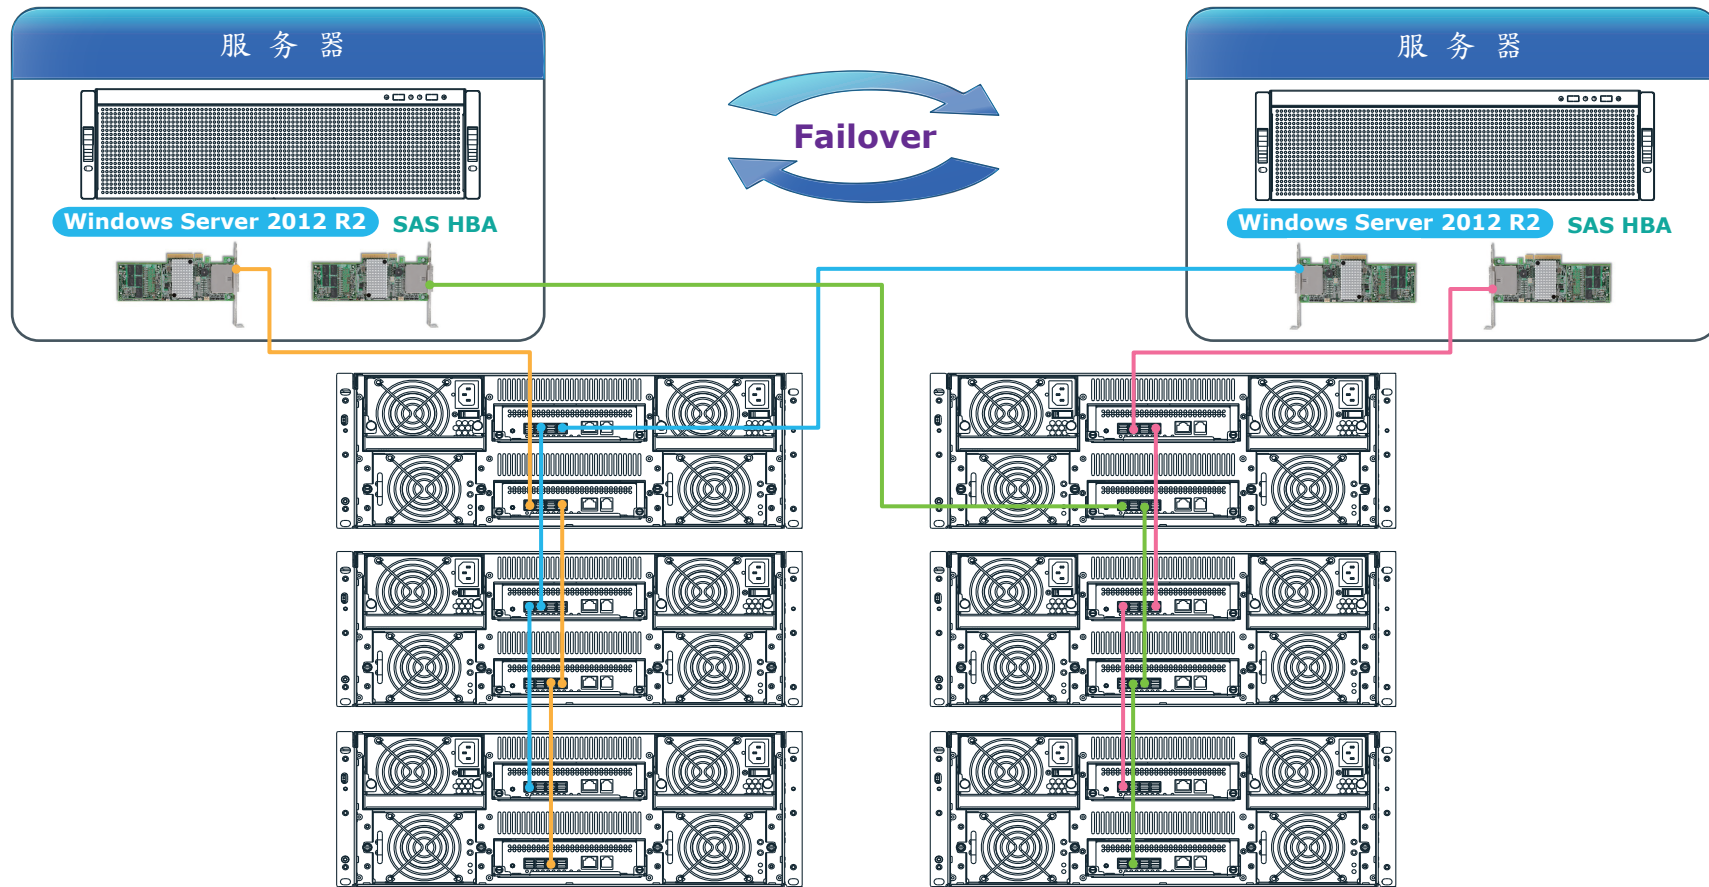 服务器
服务器
Failover
Windows Server 2012 R2
SAS HBA
Windows Server 2012 R2
SAS HBA